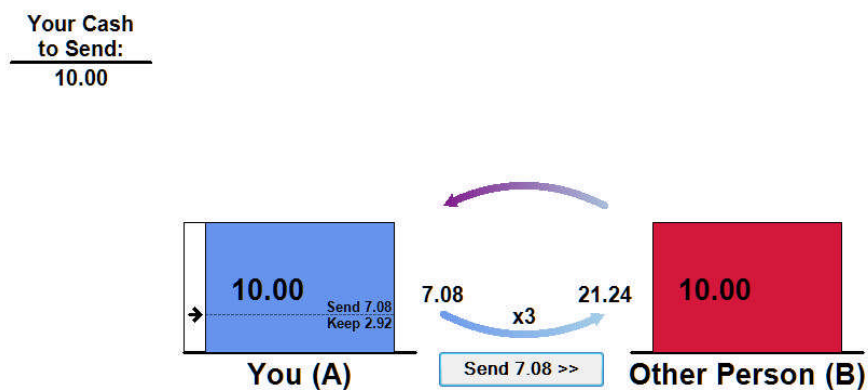 Your Cash
to Send:
10.00
10.00
Send 7.08
Keep 2.92
7.08
x3
21.24
10.00
Send 7.08 >>
You (A)
Other Person (B)